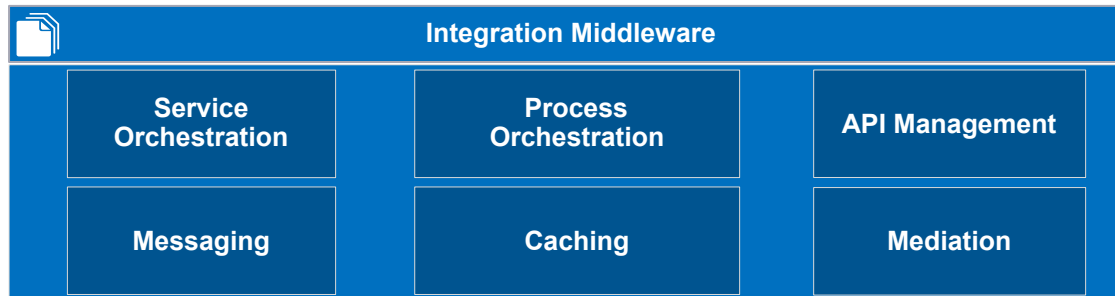 Integration Middleware
Service
Orchestration
Process
Orchestration
API Management
Messaging
Caching
Mediation